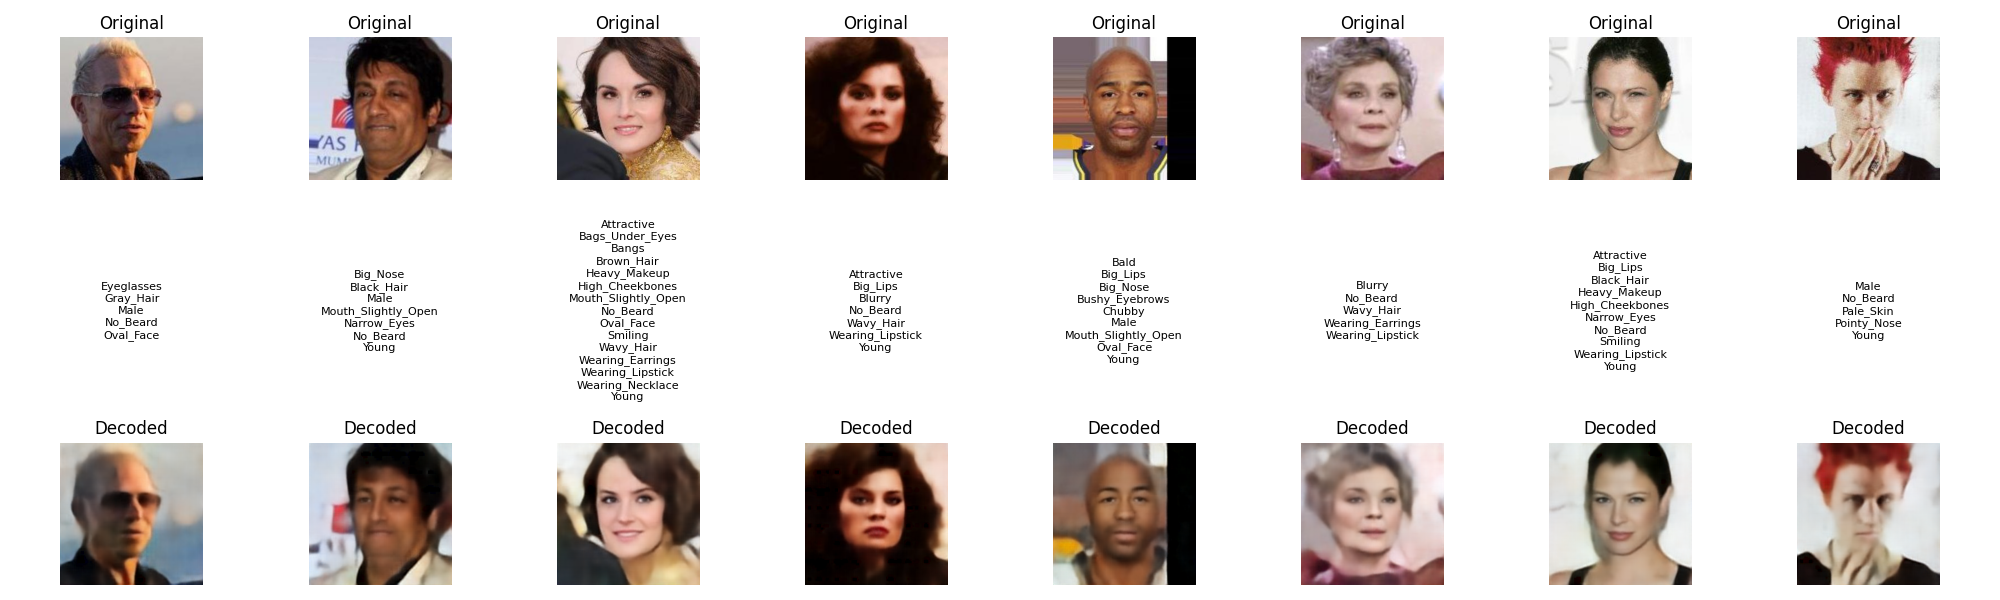 Original
Original
Original
Original
Original
Original
Original
Original
YAS
MUM
Eyeglasses
Gray_Hair
Male
No_Beard
Oval_Face
Big_Nose
Black_Hair
Male
Mouth_Slightly_Open
Narrow_Eyes
No_Beard
Young
Attractive
Bags_Under_Eyes
Bangs
Brown_Hair
Heavy_Makeup
High_Cheekbones
Mouth_Slightly_Open
No_Beard
Oval_Face
Smiling
Wavy_Hair
Wearing_Earrings
Wearing_Lipstick
Wearing_Necklace
Young
Attractive
Big_Lips
Blurry
No_Beard
Wavy_Hair
Wearing_Lipstick
Young
Bald
Big_Lips
Big_Nose
Bushy_Eyebrows
Chubby
Male
Mouth_Slightly_Open
Oval_Face
Young
Blurry
No_Beard
Wavy_Hair
Wearing_Earrings
Wearing_Lipstick
Attractive
Big_Lips
Black_Hair
Heavy_Makeup
High_Cheekbones
Narrow_Eyes
No_Beard
Smiling
Wearing_Lipstick
Young
Male
No_Beard
Pale_Skin
Pointy_Nose
Young
Decoded
Decoded
Decoded
Decoded
Decoded
Decoded
Decoded
Decoded